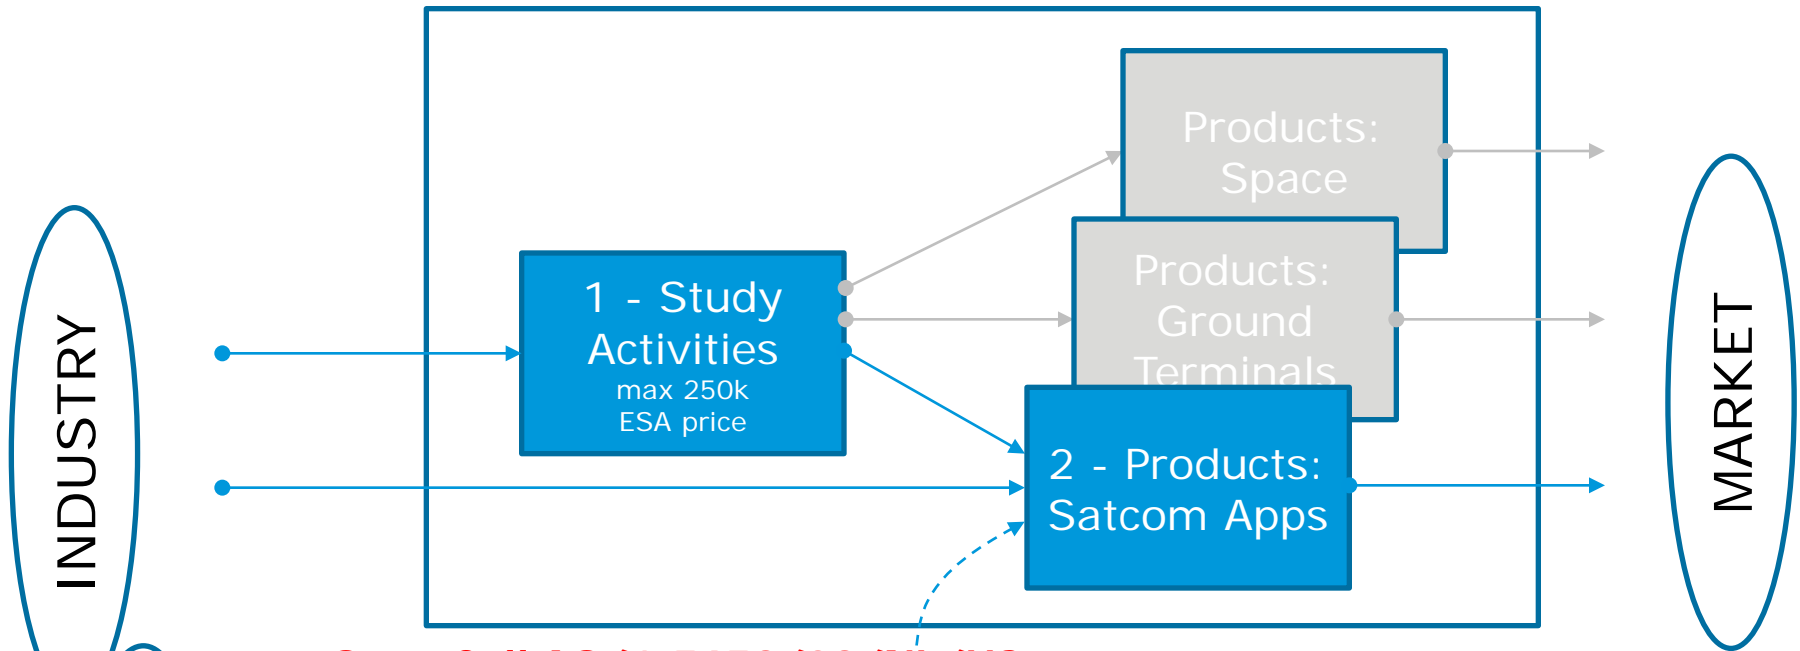 INDUSTRY
1 - Study
Activities
max 250k
ESA price
Products:
Space
Products:
Ground
Terminals
2 - Products:
Satcom Apps
MARKET